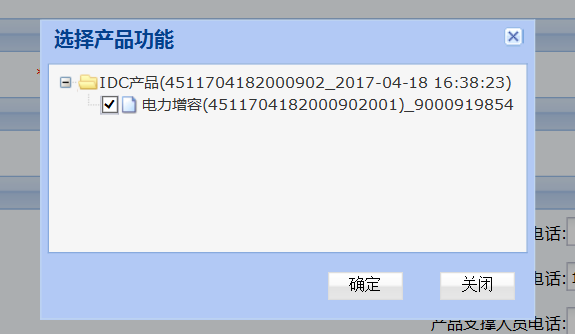 选择产品功能
IDC产品(4511704182000902_2017-04-18 16:38:23)
电力增容(4511704182000902001)_9000919854
电话:
确定
关闭
电话:
产品支撑人员电话: